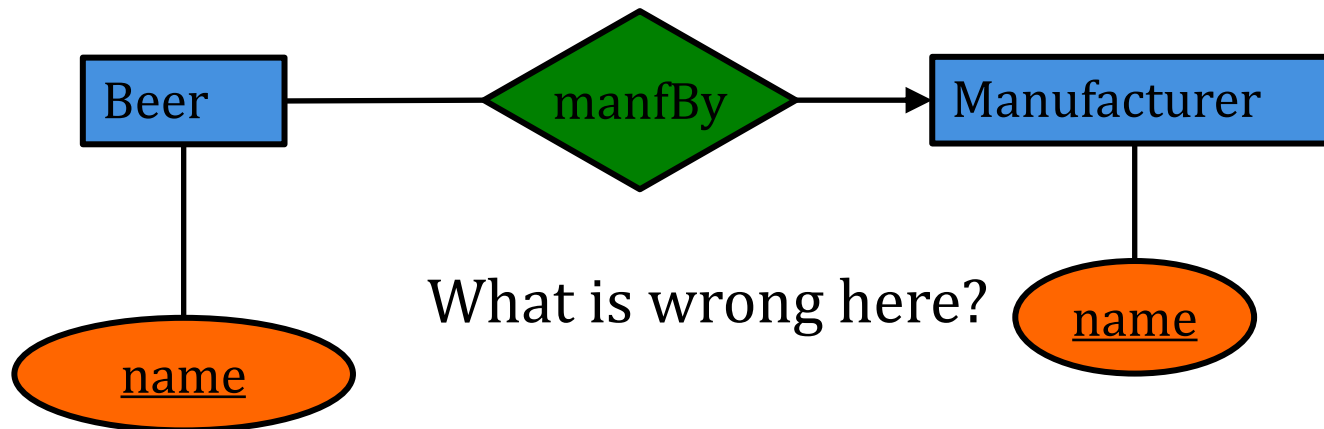 Beer
manfBy
Manufacturer
What is wrong here?
name
name